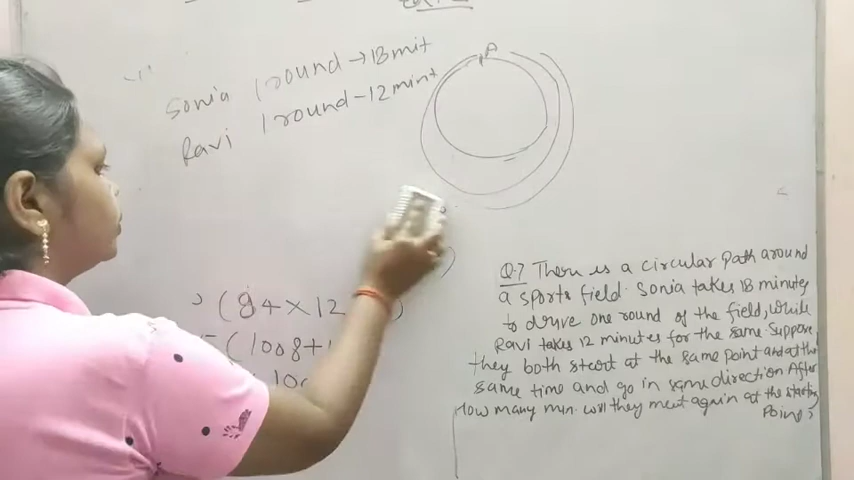 Sonia 1 round → 18 mit
Ravi 1 round - 12 mint
A
(84×12
(1008+
Q.7 There is a circular path around
a sports field. Sonia takes 18 minutes
to drive one round of the field, while
Ravi takes 12 minutes for the same. Suppose
they both start at the same point and at the
same time and go in same direction After
How many min. will they meet again at the starting
Point?